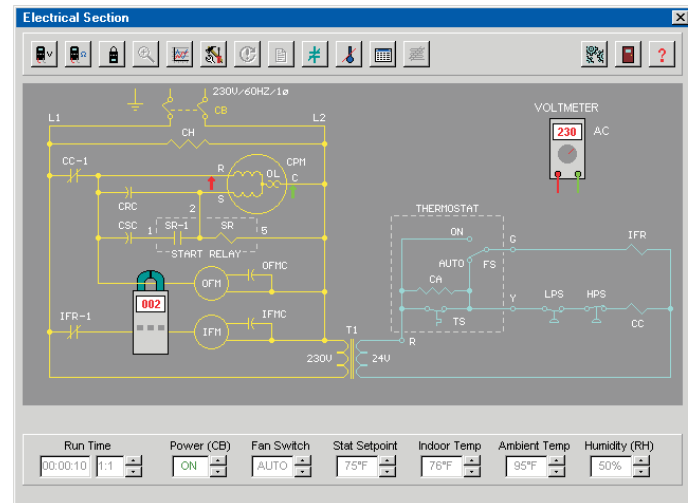 Electrical Section
230V/60HZ/1ø
CB
L1
L2
CH
VOLTMETER
230
AC
CC-1
R
OL
CPM
C
S
CRC
2
CSC
1
SR-1
SR
5
START RELAY
THERMOSTAT
ON
G
IFR
AUTO
FS
CA
OFMC
OFM
002
Y
LPS
HPS
CC
TS
IFR-1
IFMC
IFM
T1
R
230V
24V
Run Time
Power (CB)
Fan Switch
Stat Setpoint
Indoor Temp
Ambient Temp
Humidity (RH)
00:00:10
1:1
ON
AUTO
75°F
76°F
95°F
50%